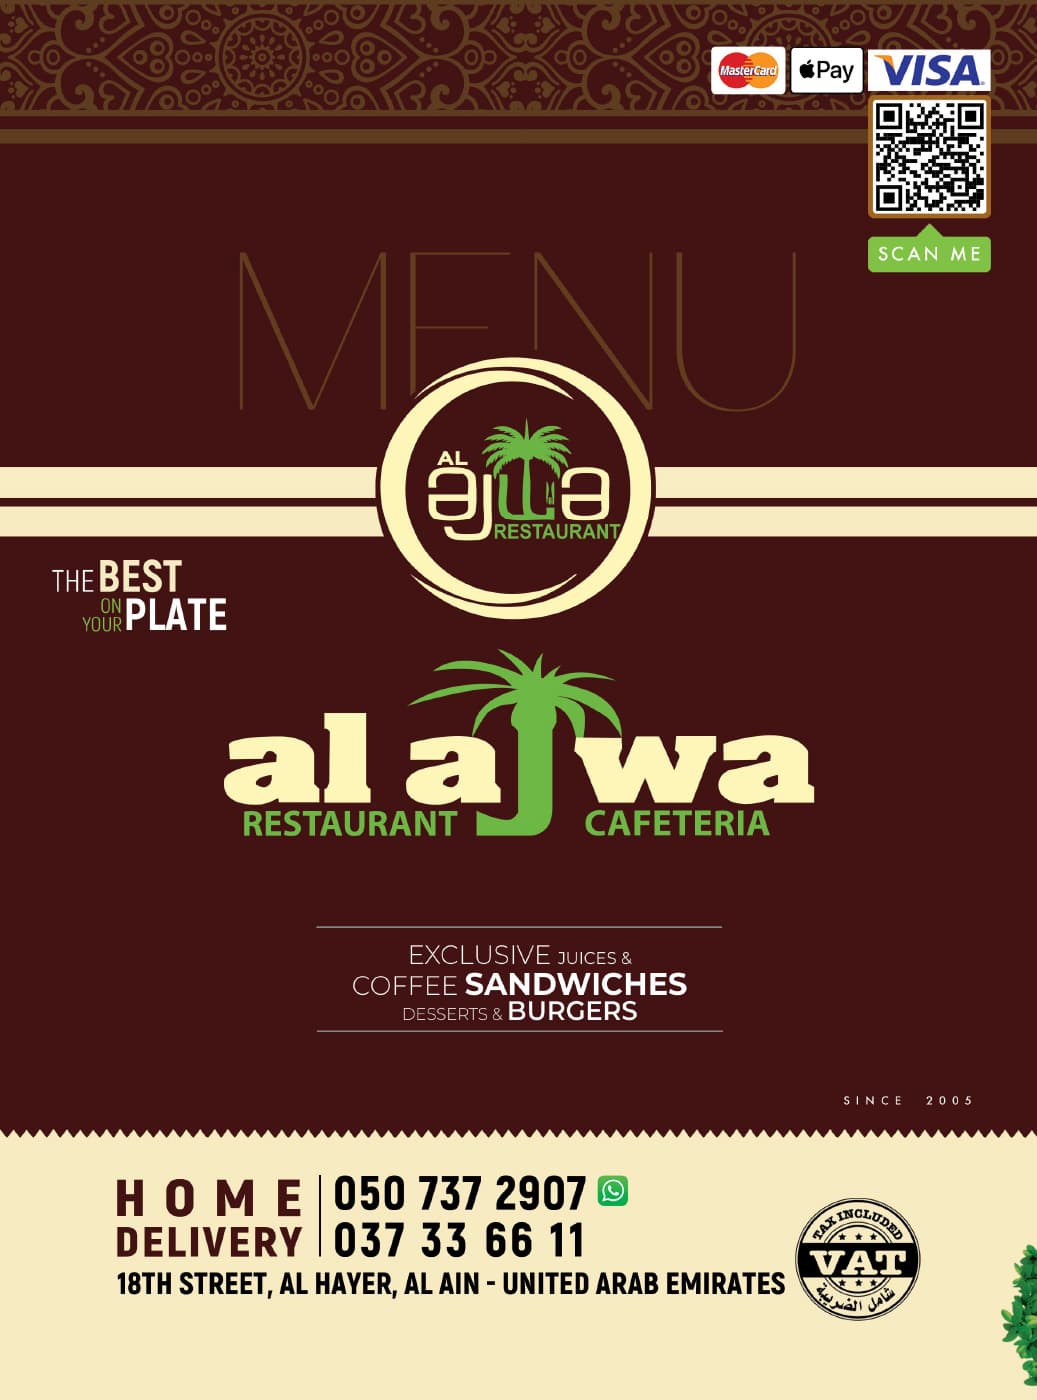 MasterCard Pay VISA
SCAN ME
MENU
AL
ajwa
RESTAURANT
THE BEST
ON YOUR PLATE
al ajwa
RESTAURANT CAFETERIA
EXCLUSIVE JUICES &
COFFEE SANDWICHES
DESSERTS & BURGERS
SINCE 2005
HOME DELIVERY
050 737 2907
037 33 66 11
18TH STREET, AL HAYER, AL AIN - UNITED ARAB EMIRATES
TAX INCLUDED
VAT
شامل الضريبة